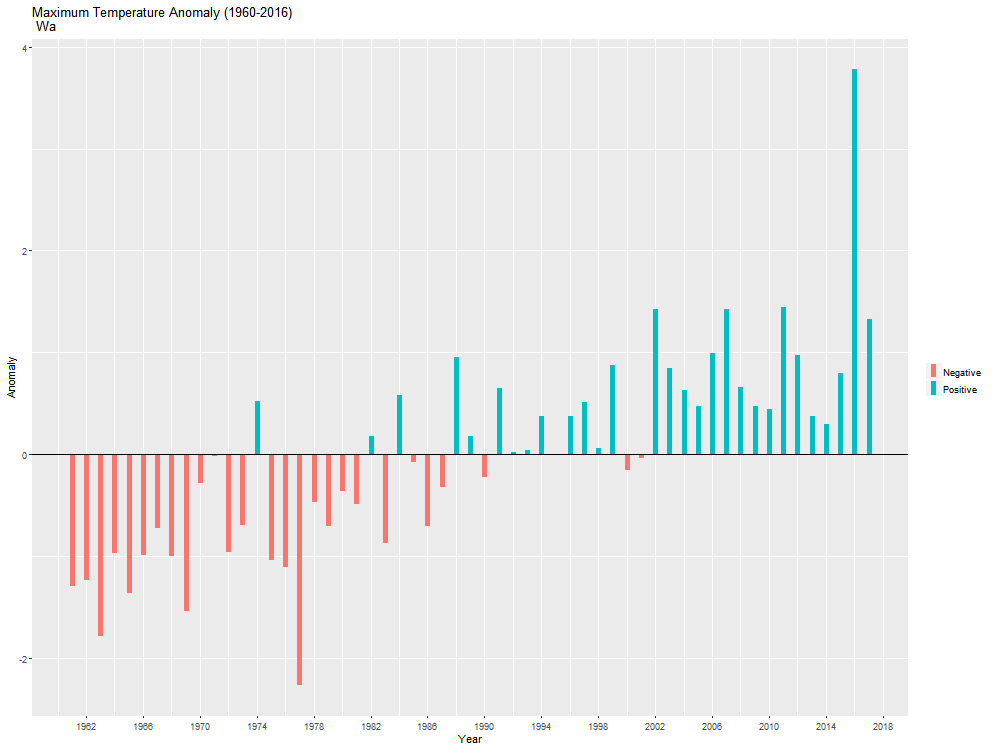 Maximum Temperature Anomaly (1960-2016)
Wa
4
2
0
-2
Anomaly
1962 1966 1970 1974 1978 1982 1986 1990 1994 1998 2002 2006 2010 2014 2018
Year
Negative
Positive